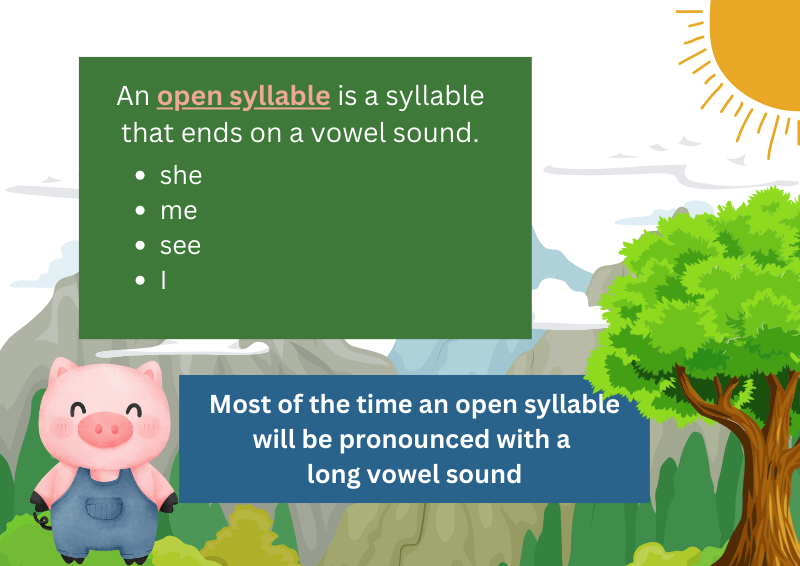 An open syllable is a syllable
that ends on a vowel sound.
• she
• me
• see
• I
Most of the time an open syllable
will be pronounced with a
long vowel sound